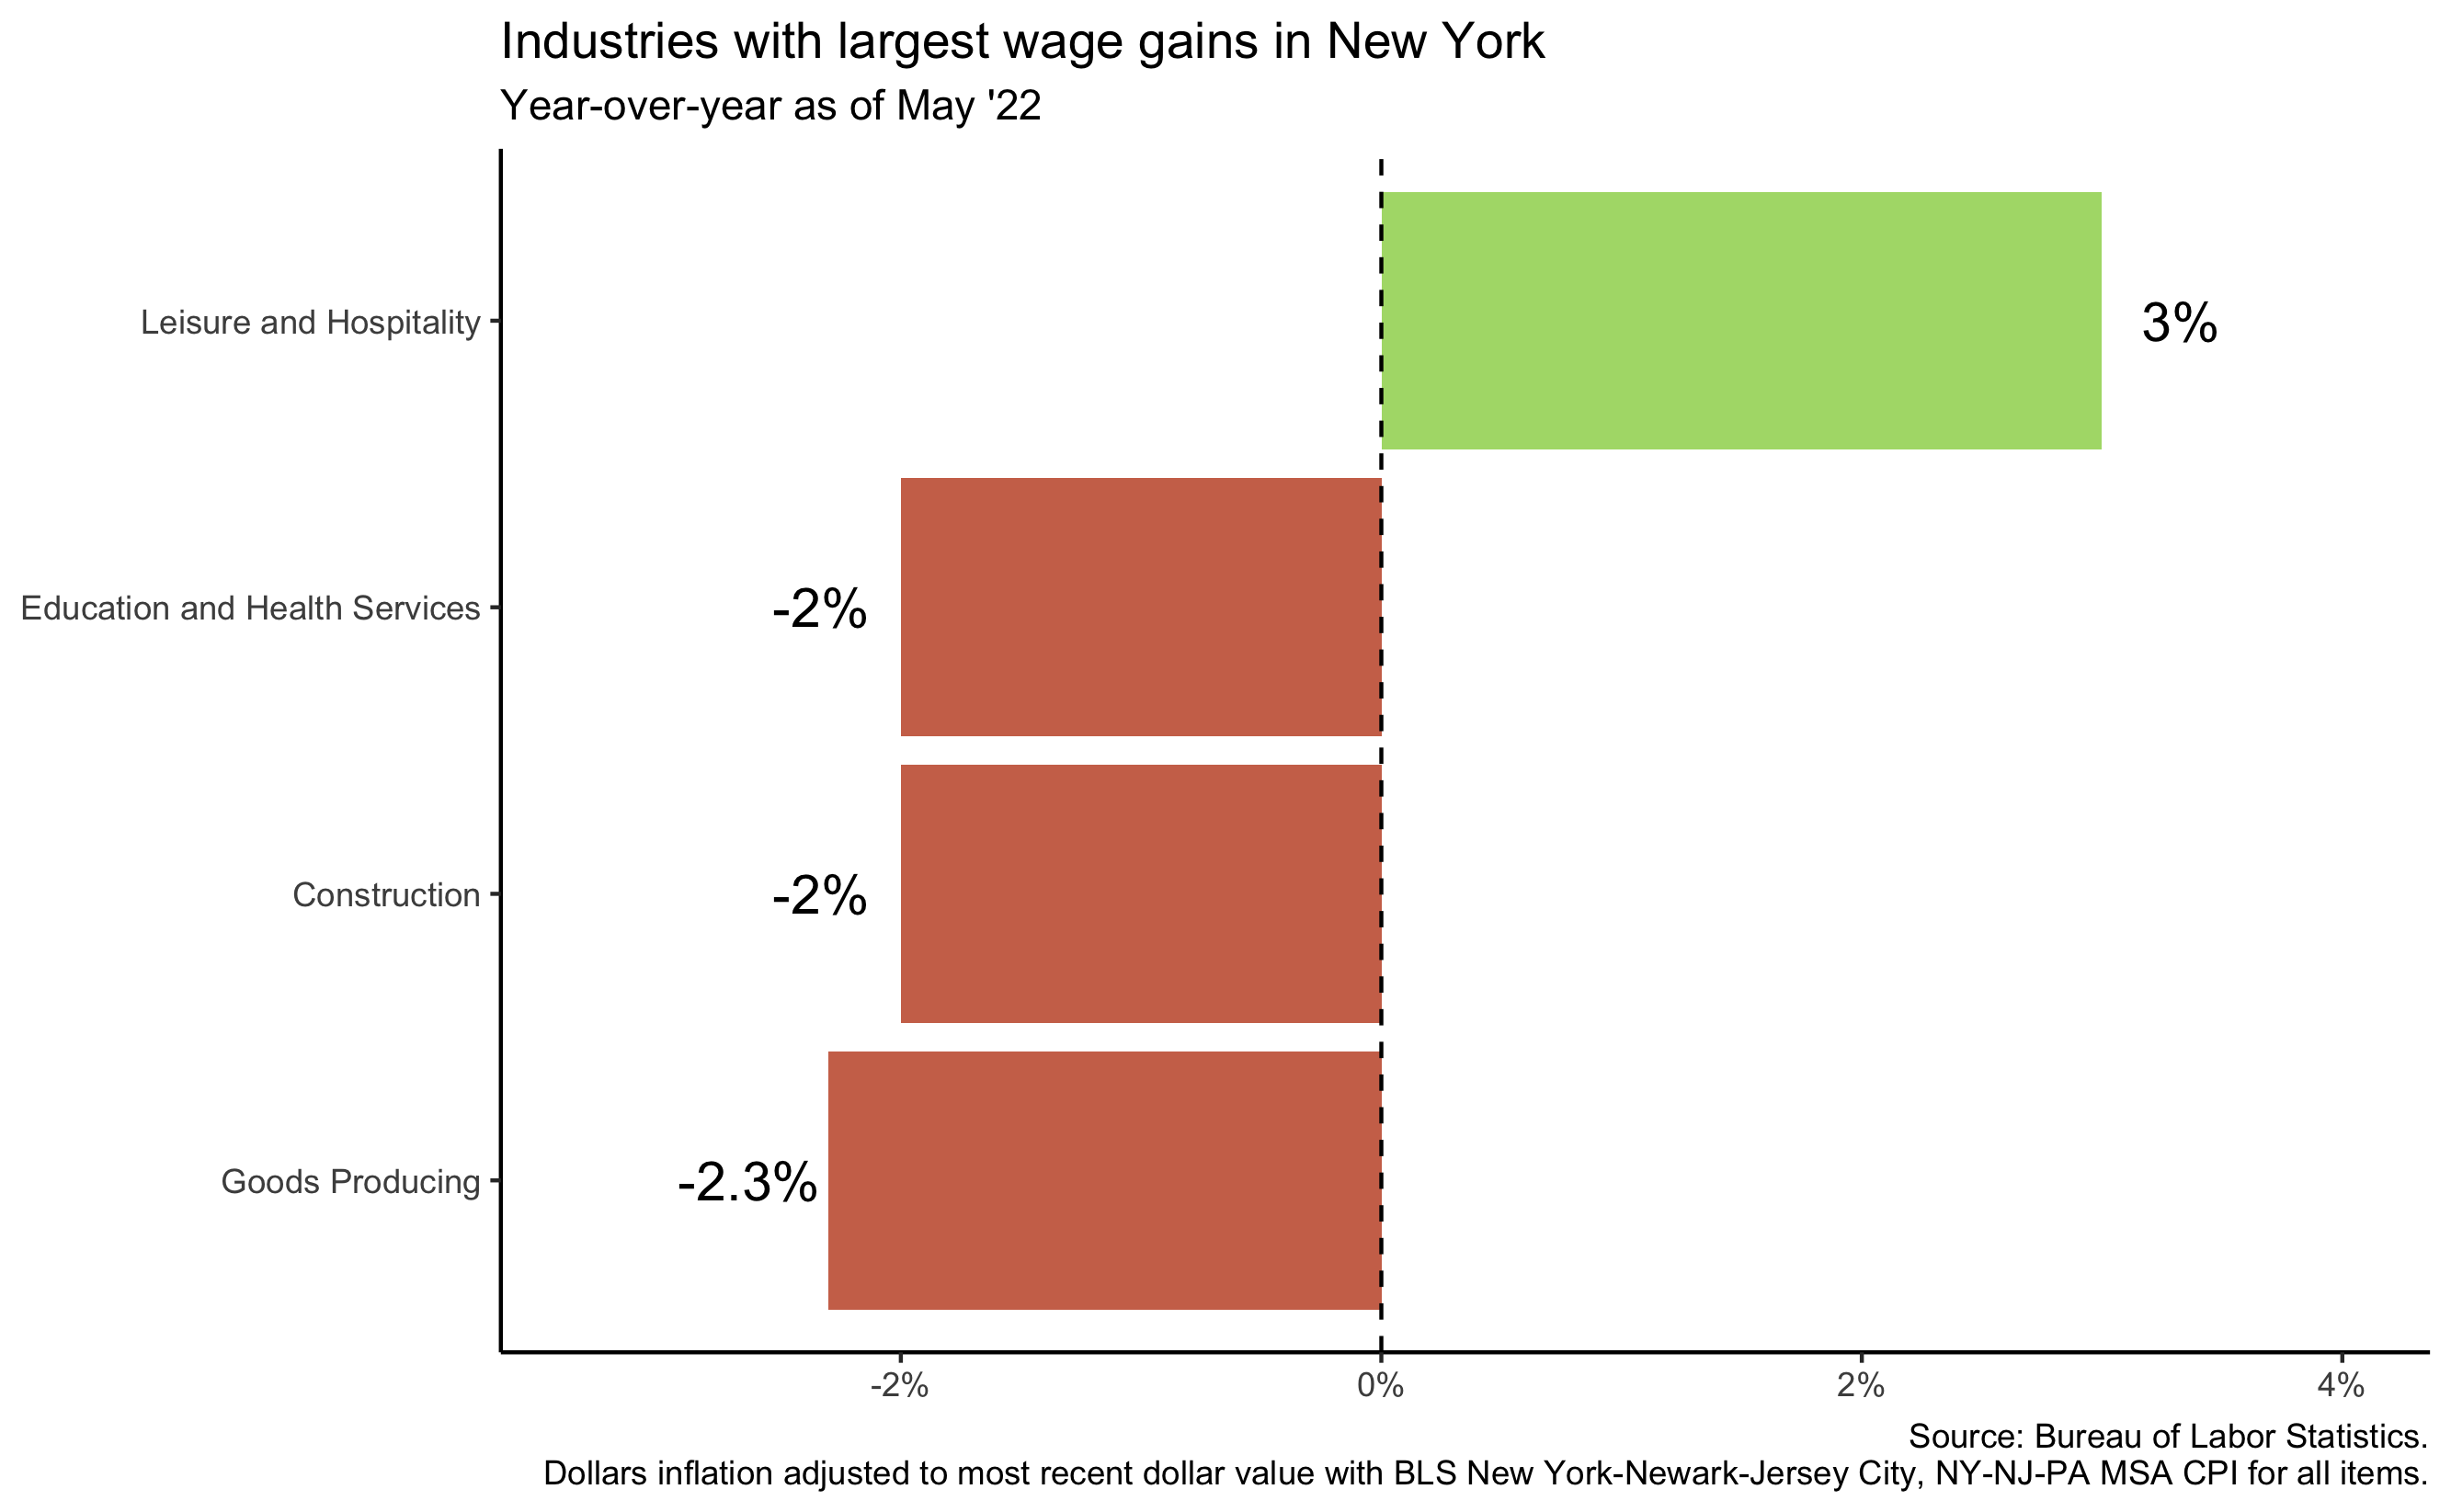 Industries with largest wage gains in New York
Year-over-year as of May '22
Leisure and Hospitality
3%
Education and Health Services
-2%
Construction
-2%
Goods Producing
-2.3%
-2% 0% 2% 4%
Source: Bureau of Labor Statistics.
Dollars inflation adjusted to most recent dollar value with BLS New York-Newark-Jersey City, NY-NJ-PA MSA CPI for all items.